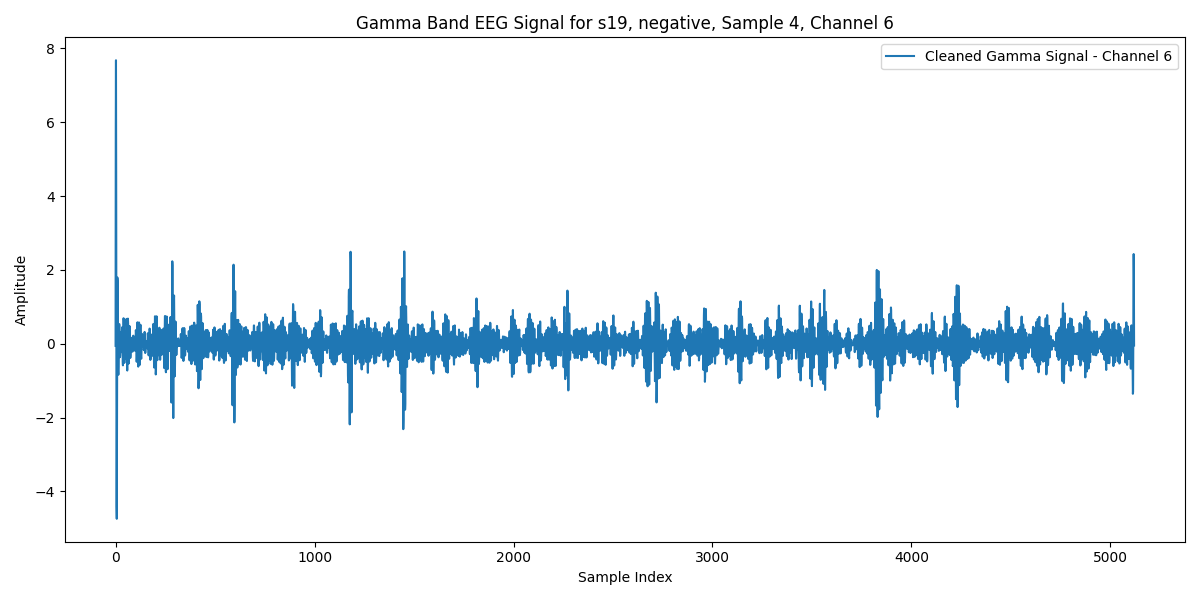 Gamma Band EEG Signal for s19, negative, Sample 4, Channel 6
Cleaned Gamma Signal - Channel 6
Amplitude
8
6
4
2
0
−2
−4
0 1000 2000 3000 4000 5000
Sample Index